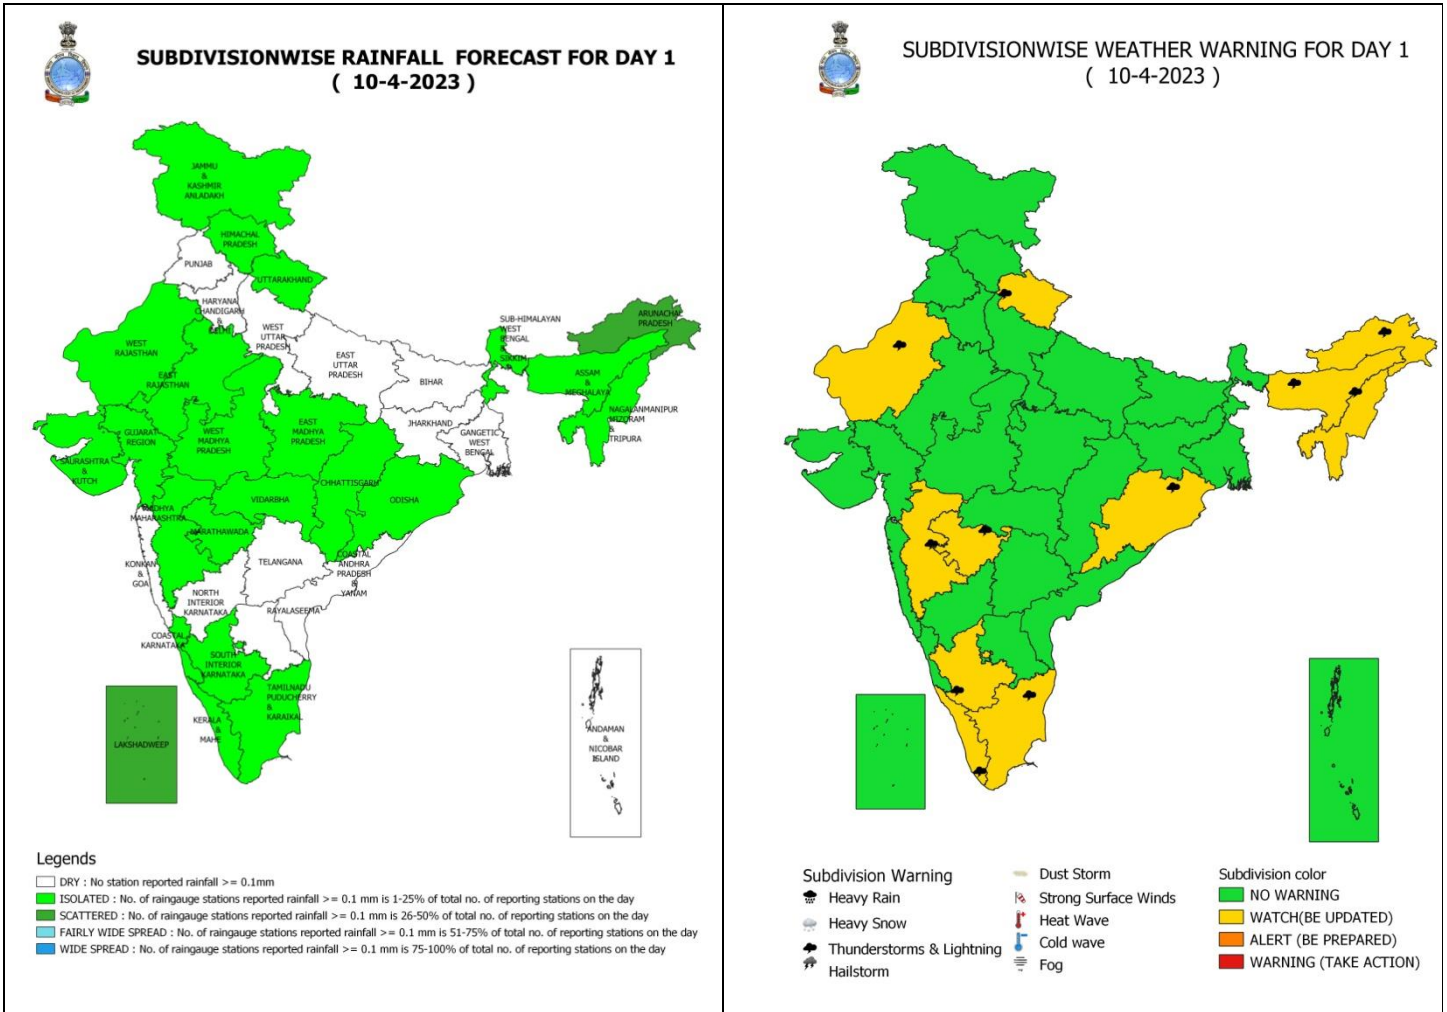 SUBDIVISIONWISE RAINFALL FORECAST FOR DAY 1
( 10-4-2023 )
JAMMU
&
KASHMIR
ANLADAKH
HIMACHAL
PRADESH
PUNJAB
UTTARAKHAND
HARYANA
CHANDIGARH
&
DELHI
WEST
UTTAR
PRADESH
EAST
UTTAR
PRADESH
WEST
RAJASTHAN
EAST
RAJASTHAN
BIHAR
SUB-HIMALAYAN
WEST
BENGAL
&
SIKKIM
ARUNACHAL
PRADESH
ASSAM
&
MEGHALAYA
NAGALANMANIPUR
MIZORAM
&
TRIPURA
JHARKHAND
GANGETIC
WEST
BENGAL
GUJARAT
REGION
SAURASHTRA
&
KUTCH
WEST
MADHYA
PRADESH
EAST
MADHYA
PRADESH
CHHATTISGARH
ODISHA
VIDARBHA
MADHYA
MAHARASHTRA
MARATHAWADA
KONKAN
&
GOA
TELANGANA
COASTAL
ANDHRA
PRADESH
&
YANAM
NORTH
INTERIOR
KARNATAKA
RAYALASEEMA
COASTAL
KARNATAKA
SOUTH
INTERIOR
KARNATAKA
TAMILNADU
PUDUCHERRY
&
KARAIKAL
KERALA
&
MAHE
LAKSHADWEEP
ANDAMAN
&
NICOBAR
ISLAND
Legends
DRY : No station reported rainfall >= 0.1mm
ISOLATED : No. of raingauge stations reported rainfall >= 0.1 mm is 1-25% of total no. of reporting stations on the day
SCATTERED : No. of raingauge stations reported rainfall >= 0.1 mm is 26-50% of total no. of reporting stations on the day
FAIRLY WIDE SPREAD : No. of raingauge stations reported rainfall >= 0.1 mm is 51-75% of total no. of reporting stations on the day
WIDE SPREAD : No. of raingauge stations reported rainfall >= 0.1 mm is 75-100% of total no. of reporting stations on the day
SUBDIVISIONWISE WEATHER WARNING FOR DAY 1
( 10-4-2023 )
Subdivision Warning
Heavy Rain
Heavy Snow
Thunderstorms & Lightning
Hailstorm
Dust Storm
Strong Surface Winds
Heat Wave
Cold wave
Fog
Subdivision color
NO WARNING
WATCH(BE UPDATED)
ALERT (BE PREPARED)
WARNING (TAKE ACTION)